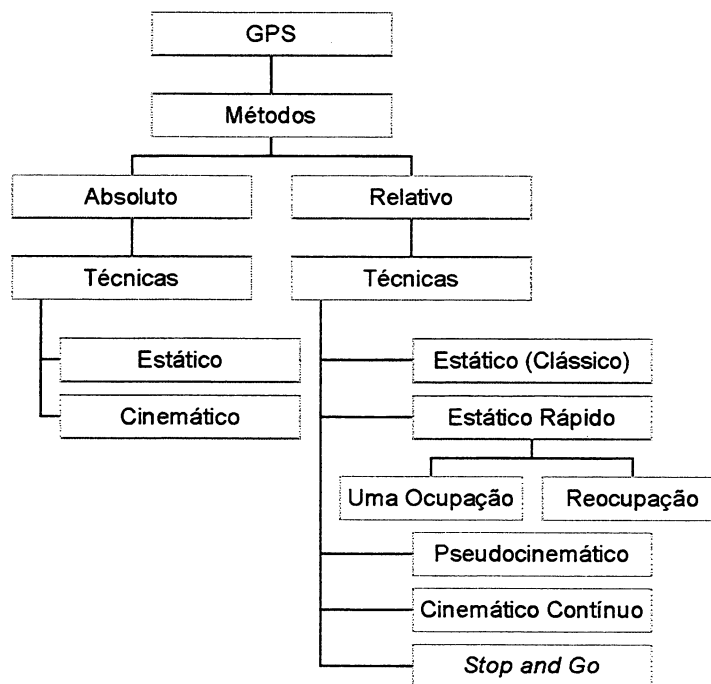 GPS
Métodos
Absoluto
Relativo
Técnicas
Técnicas
Estático
Cinemático
Estático (Clássico)
Estático Rápido
Uma Ocupação
Reocupação
Pseudocinemático
Cinemático Contínuo
Stop and Go